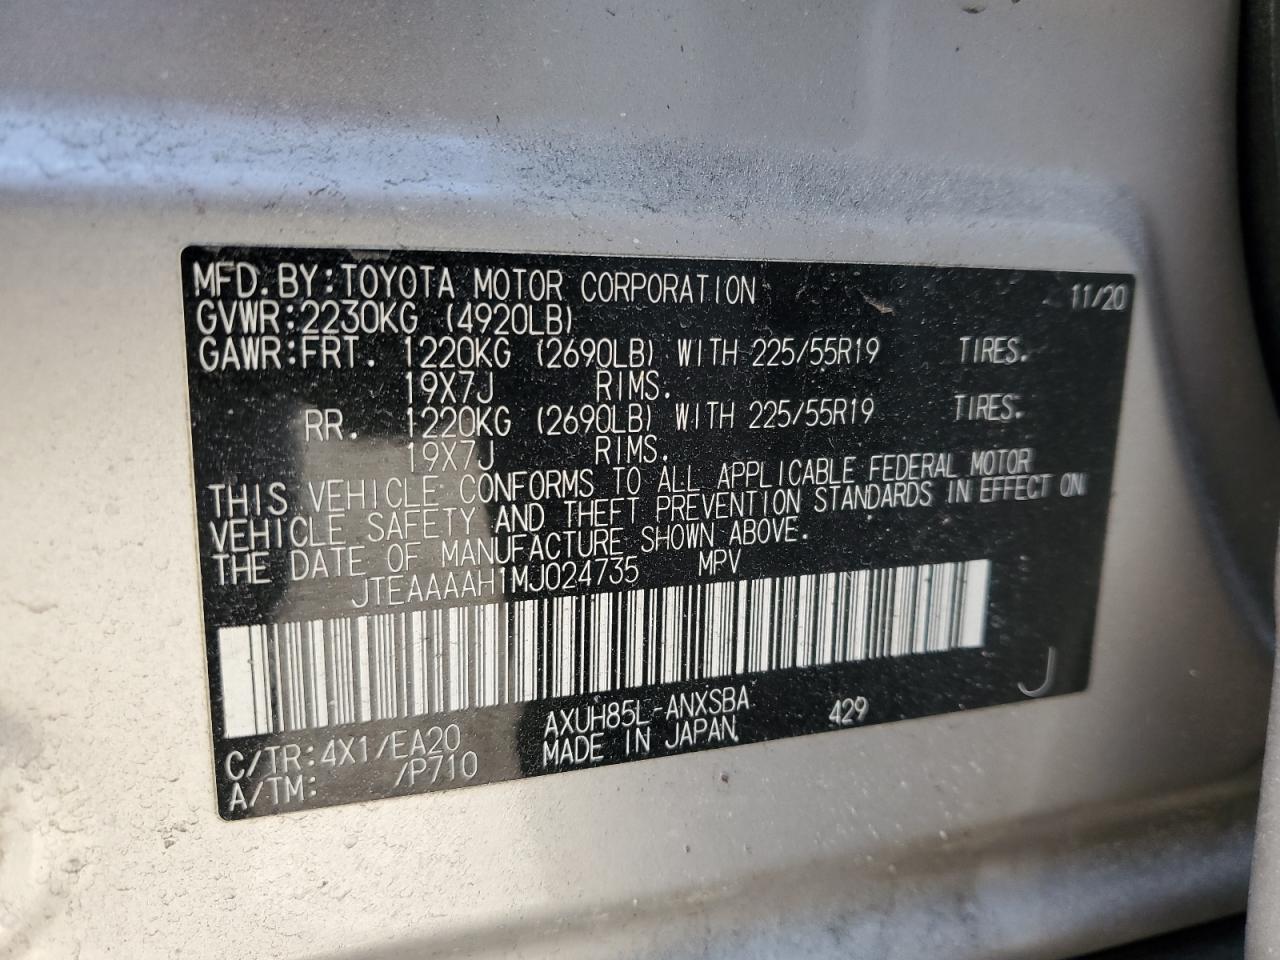 MFD. BY: TOYOTA MOTOR CORPORATION 11/20
GVWR: 2230KG (4920LB)
GAWR: FRT. 1220KG (2690LB) WITH 225/55R19 TIRES.
19X7J RIMS.
RR. 1220KG (2690LB) WITH 225/55R19 TIRES.
19X7J RIMS.
THIS VEHICLE CONFORMS TO ALL APPLICABLE FEDERAL MOTOR
VEHICLE SAFETY AND THEFT PREVENTION STANDARDS IN EFFECT ON
THE DATE OF MANUFACTURE SHOWN ABOVE.
JTEAAAAH1MJ024735 MPV
C/TR: 4X1/EA20 AXUH85L-ANXSBA 429 J
A/TM: /P710 MADE IN JAPAN.